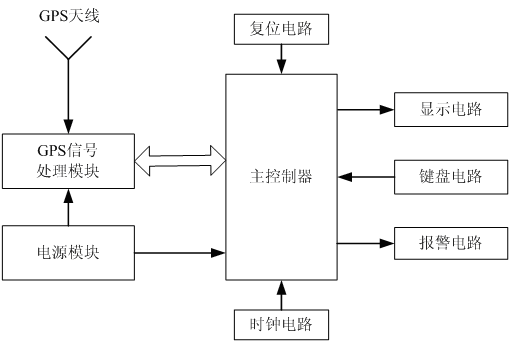 GPS天线
复位电路
显示电路
GPS信号
处理模块
主控制器
键盘电路
电源模块
报警电路
时钟电路